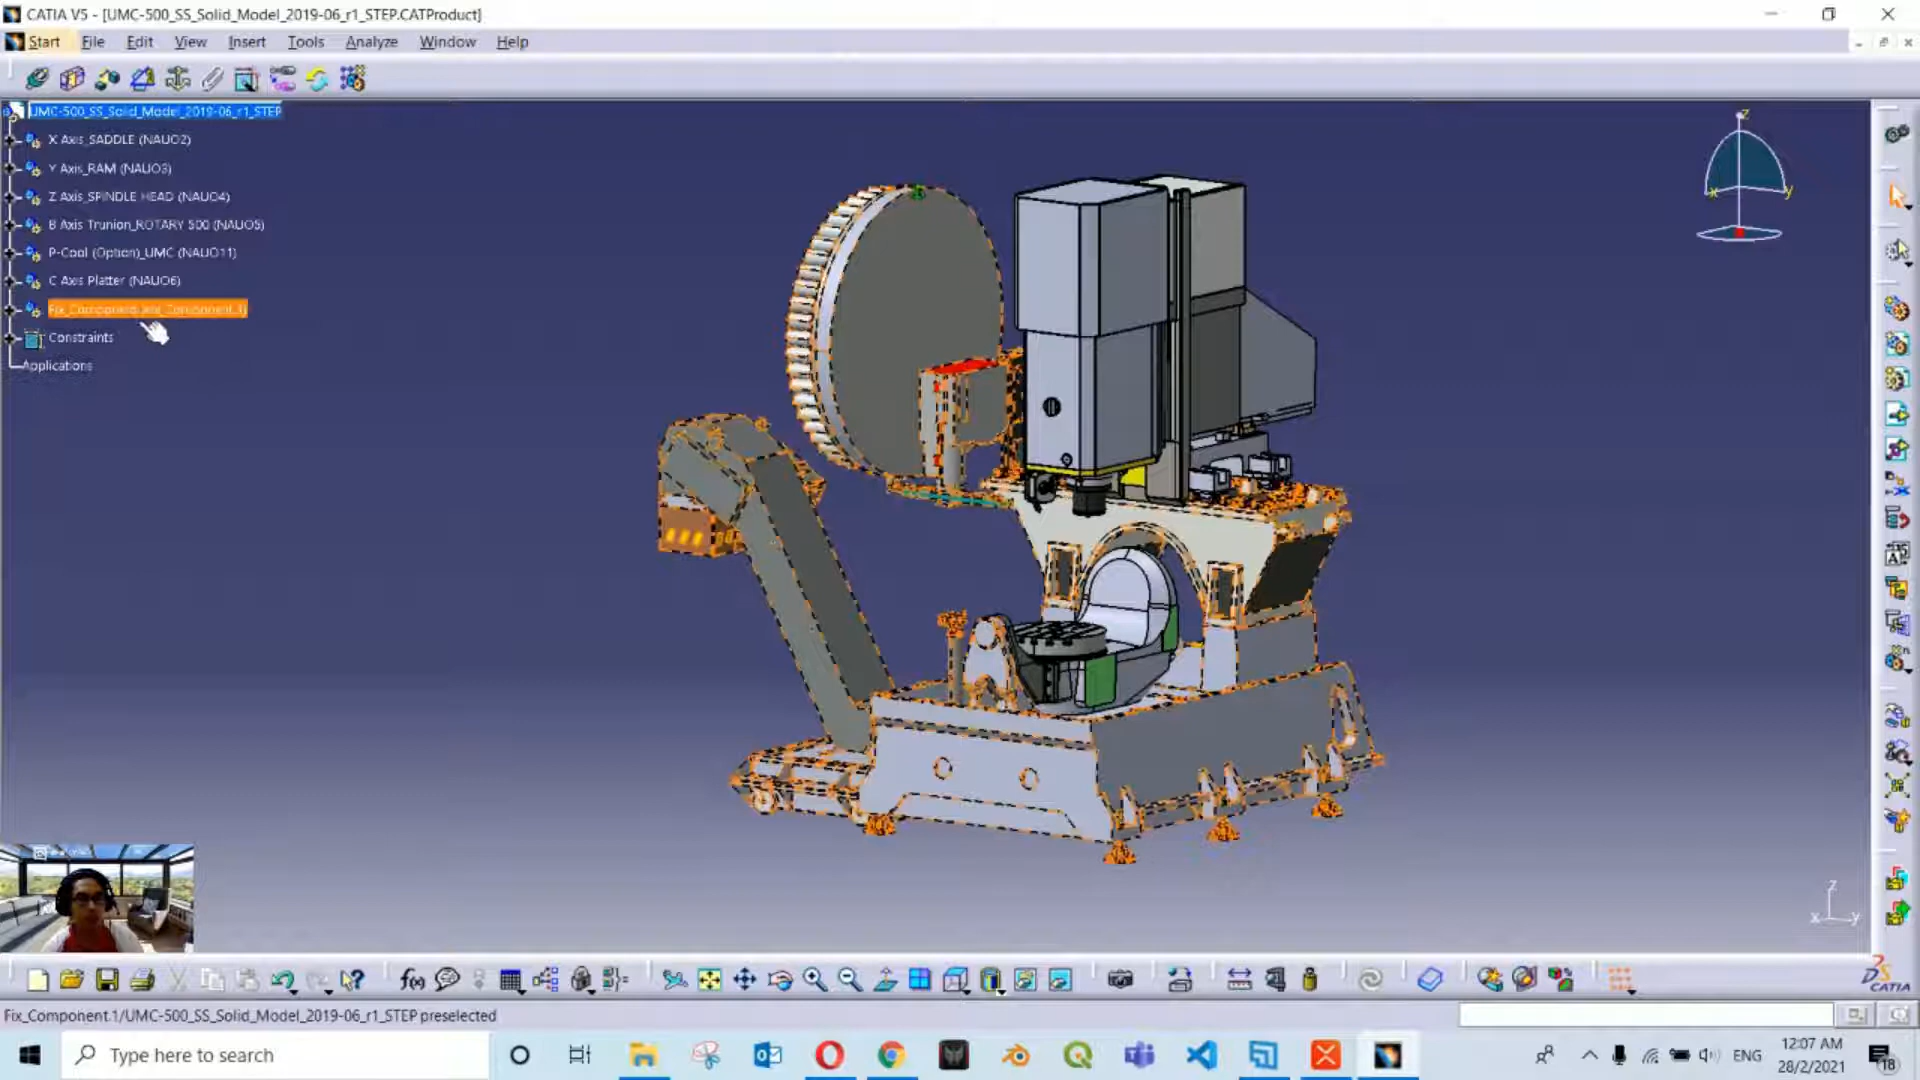 CATIA V5 - [UMC-500_SS_Solid_Model_2019-06_r1_STEP.CATProduct]
Start File Edit View Insert Tools Analyze Window Help
UMC-500_SS_Solid_Model_2019-06_r1_STEP
X Axis_SADDLE (NAUO2)
Y Axis_RAM (NAUO3)
Z Axis_SPINDLE HEAD (NAUO4)
B Axis Trunion_ROTARY 500 (NAUO5)
P-Cool (Option)_UMC (NAUO11)
C Axis Platter (NAUO6)
Constraints
Applications
z
x y
z
x y
CATIA
Fix_Component.1/UMC-500_SS_Solid_Model_2019-06_r1_STEP preselected
Type here to search
ENG
12:07 AM
28/2/2021
18